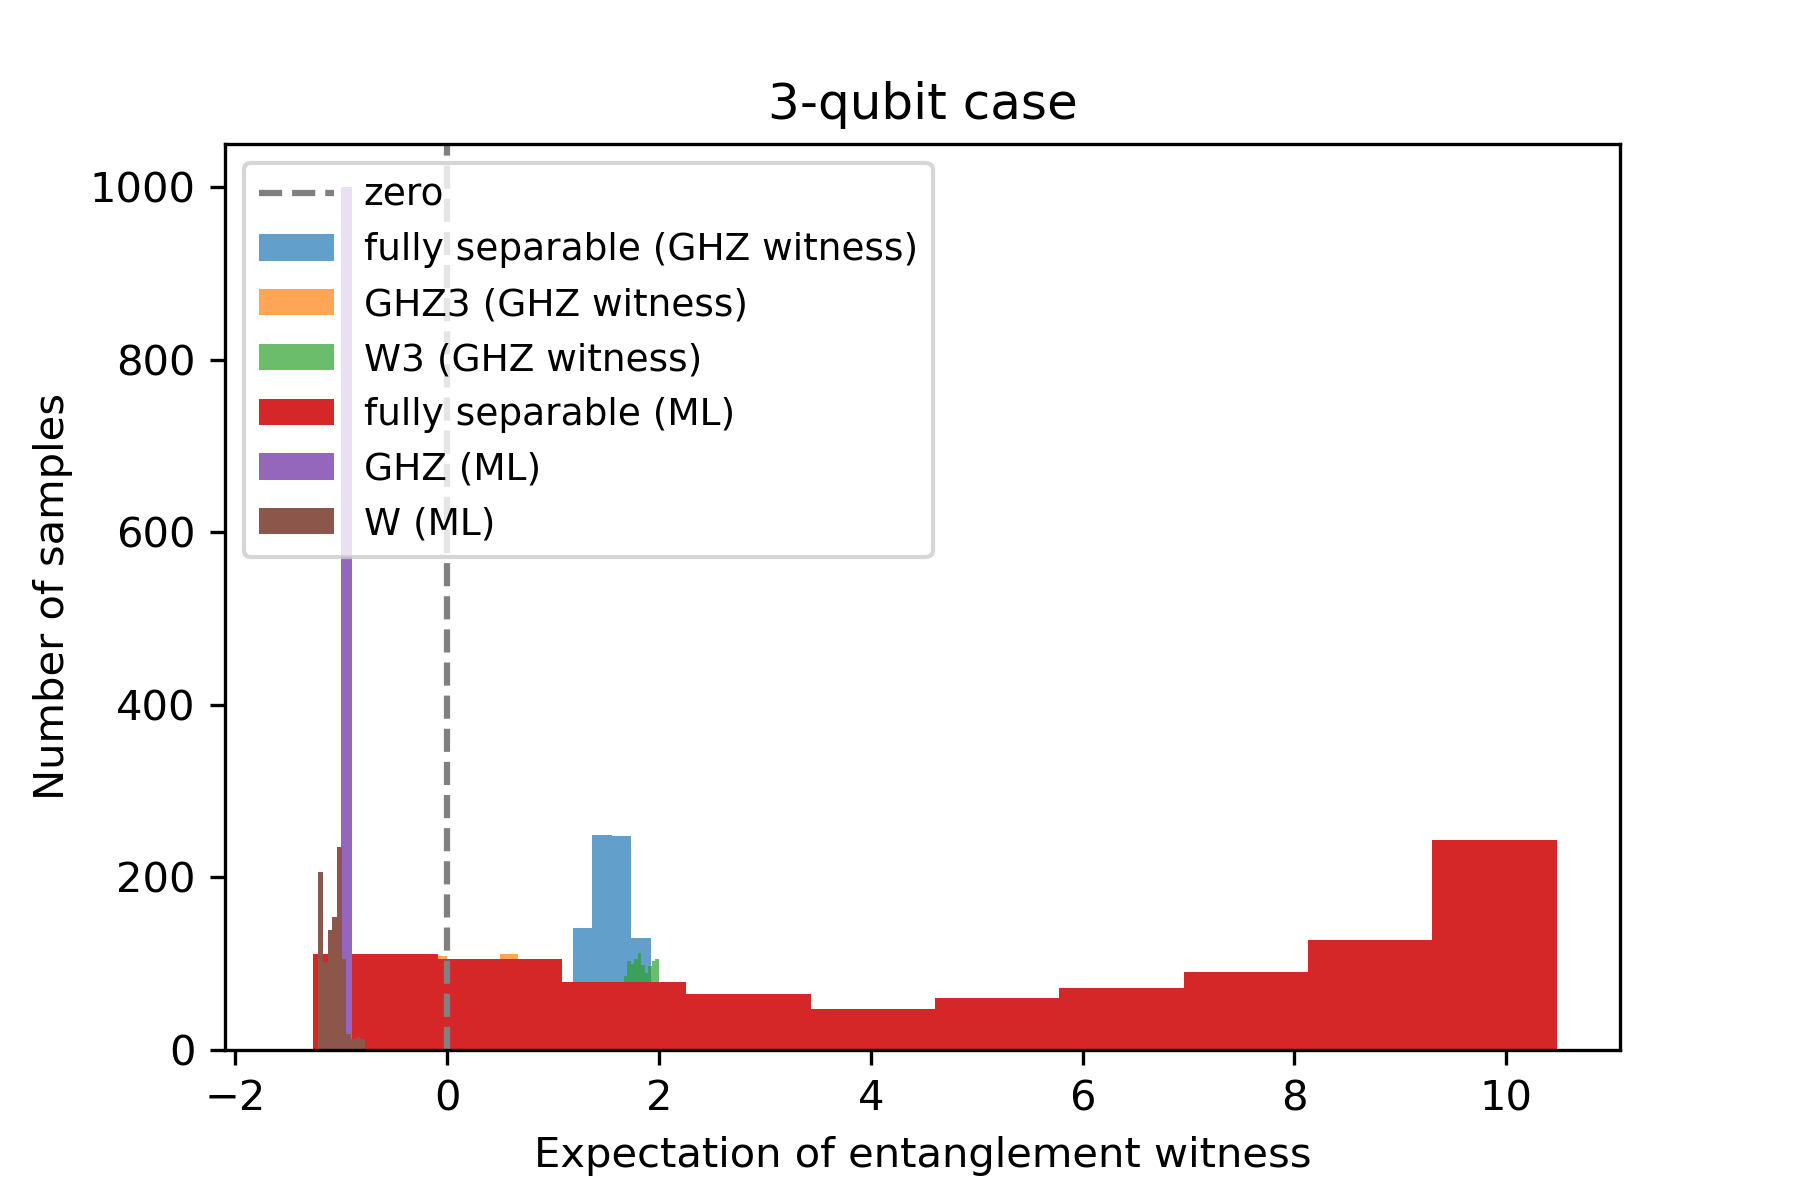 3-qubit case
1000
800
600
400
200
0
Number of samples
zero
fully separable (GHZ witness)
GHZ3 (GHZ witness)
W3 (GHZ witness)
fully separable (ML)
GHZ (ML)
W (ML)
−2 0 2 4 6 8 10
Expectation of entanglement witness